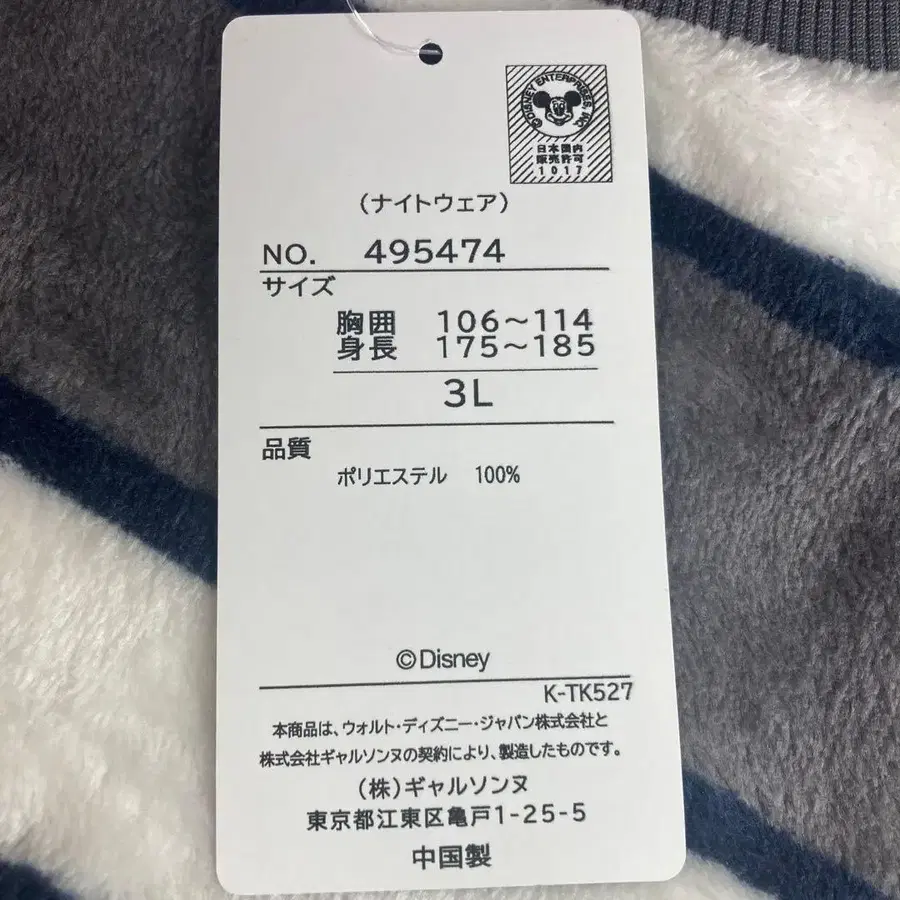 ©DISNEY ENTERPRISES, INC.
日本国内
販売許可
1017
(ナイトウェア)
NO. 495474
サイズ
胸囲 106～114
身長 175～185
3L
品質
ポリエステル 100%
©Disney
K-TK527
本商品は、ウォルト・ディズニー・ジャパン株式会社と
株式会社ギャルソンヌの契約により、製造したものです。
(株)ギャルソンヌ
東京都江東区亀戸1-25-5
中国製